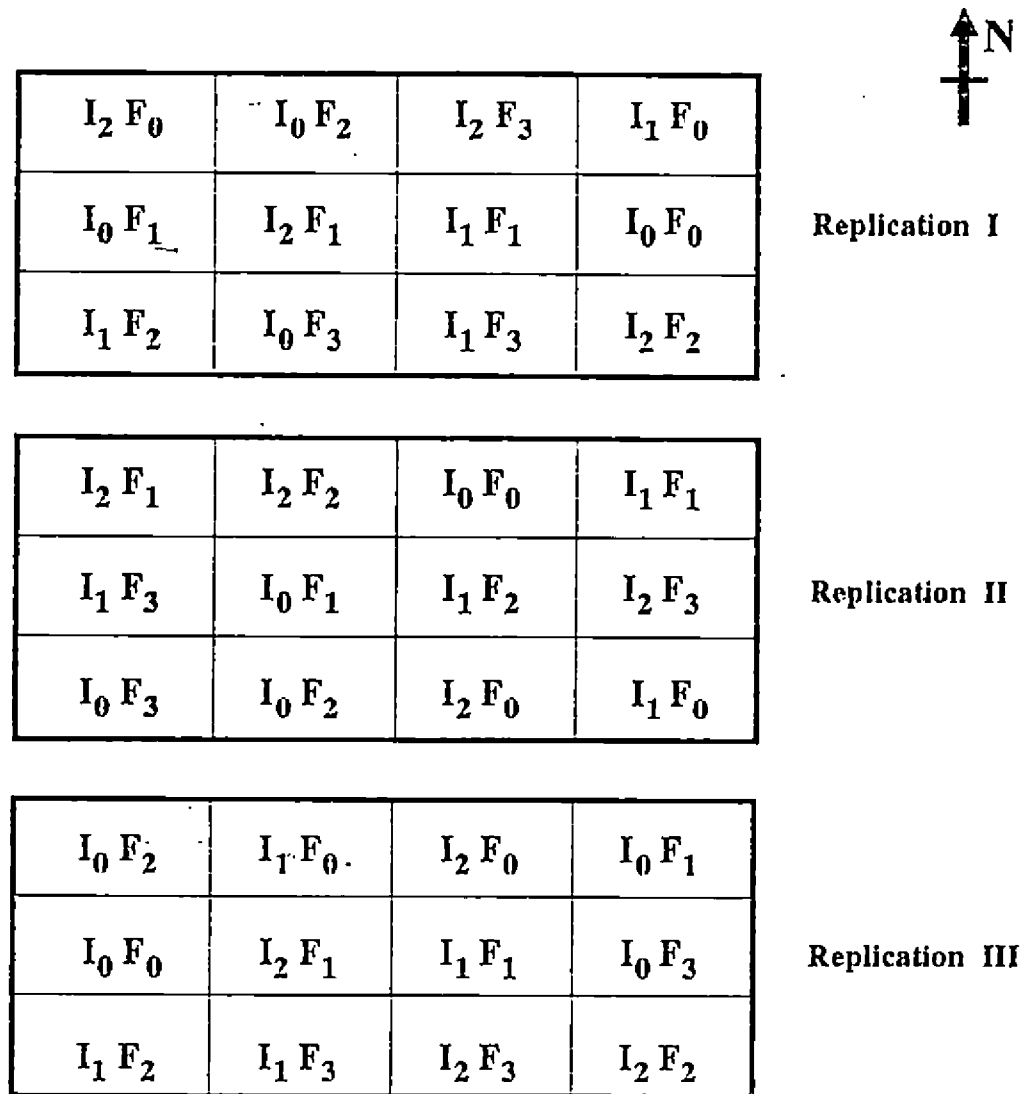 N
I₂ F₀ I₀ F₂ I₂ F₃ I₁ F₀
I₀ F₁ I₂ F₁ I₁ F₁ I₀ F₀ Replication I
I₁ F₂ I₀ F₃ I₁ F₃ I₂ F₂
I₂ F₁ I₂ F₂ I₀ F₀ I₁ F₁
I₁ F₃ I₀ F₁ I₁ F₂ I₂ F₃ Replication II
I₀ F₃ I₀ F₂ I₂ F₀ I₁ F₀
I₀ F₂ I₁ F₀ I₂ F₀ I₀ F₁
I₀ F₀ I₂ F₁ I₁ F₁ I₀ F₃ Replication III
I₁ F₂ I₁ F₃ I₂ F₃ I₂ F₂